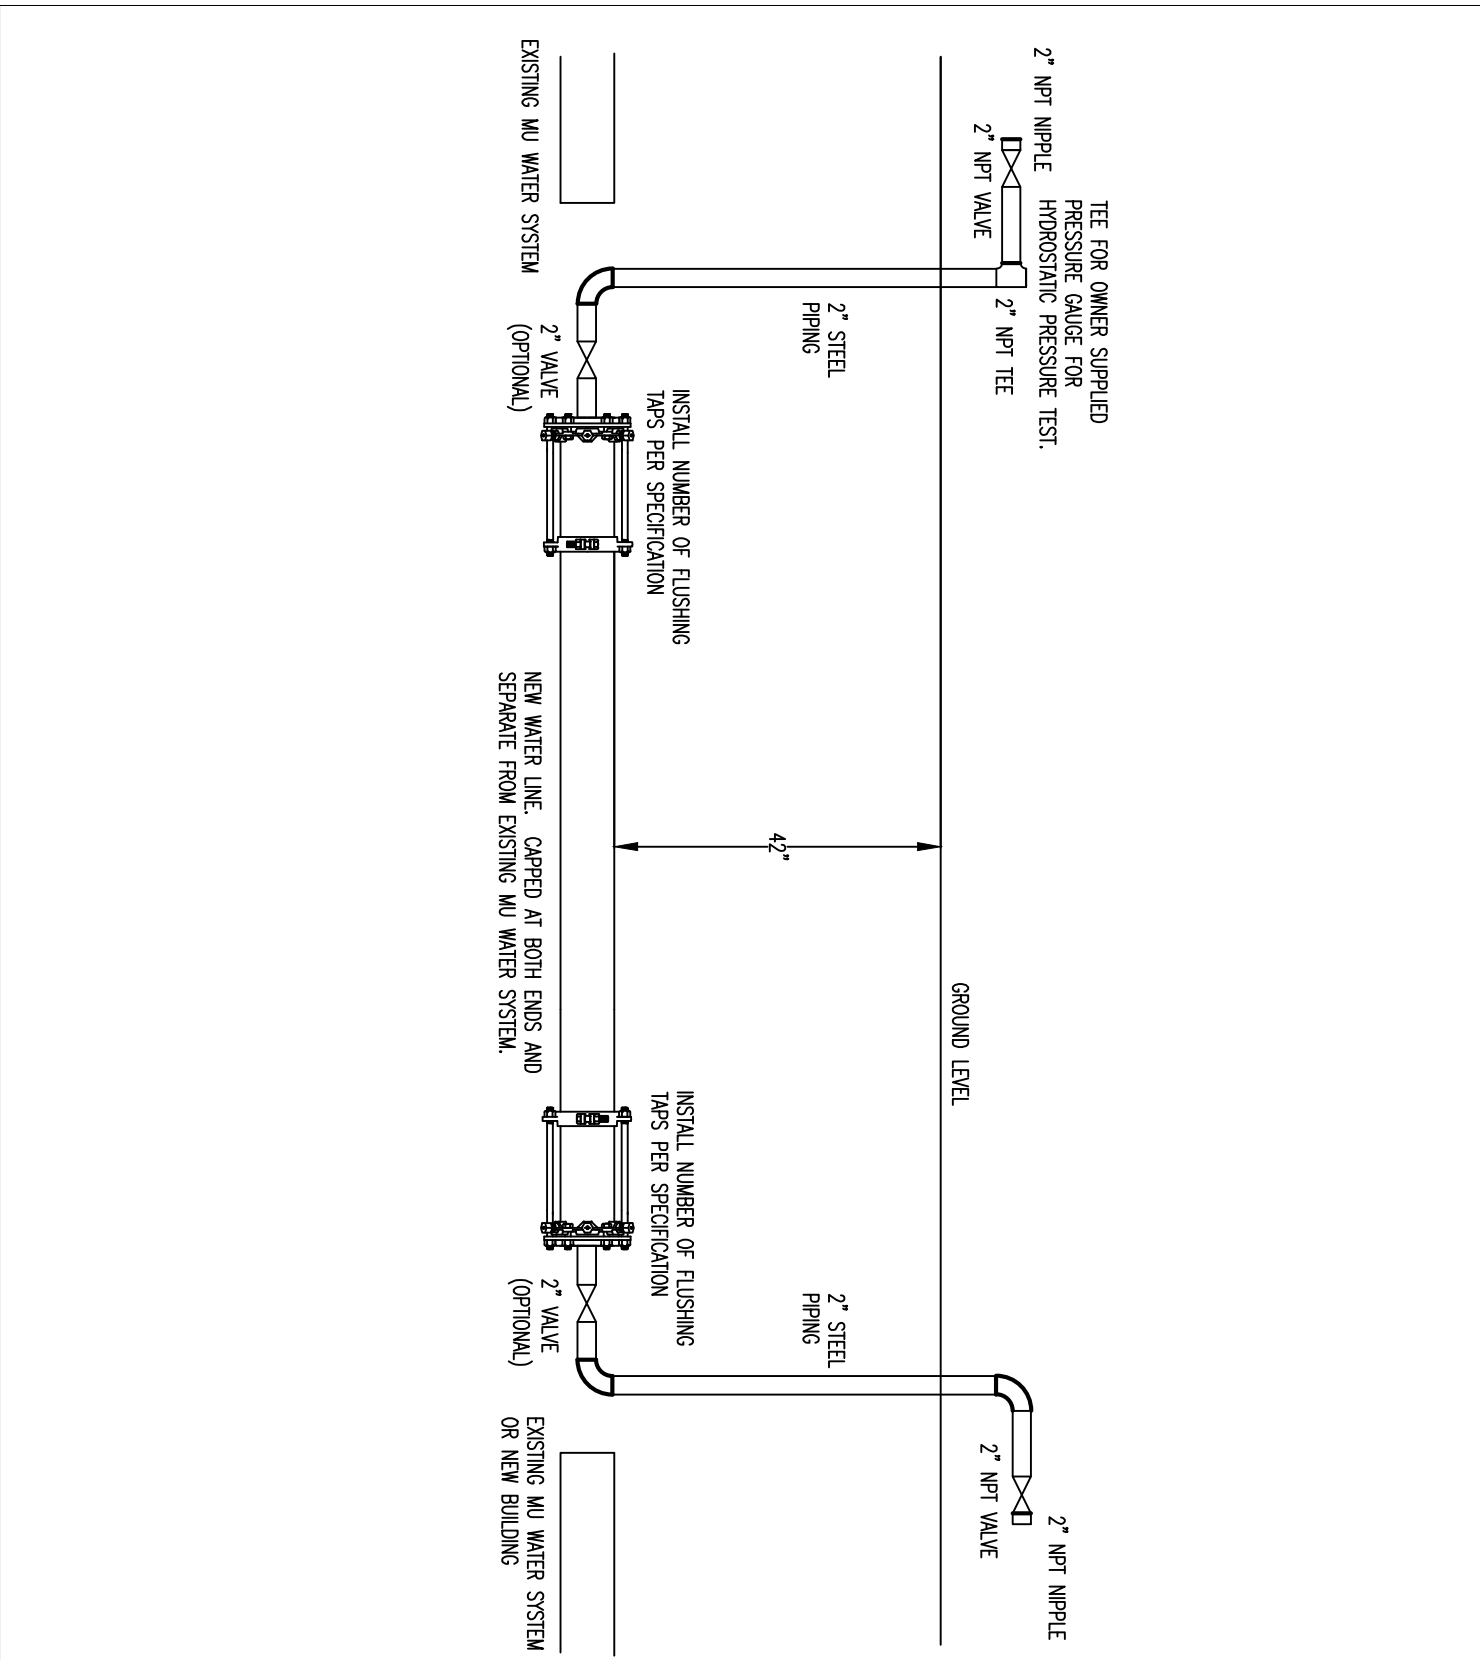 2" NPT NIPPLE
TEE FOR OWNER SUPPLIED
PRESSURE GAUGE FOR
HYDROSTATIC PRESSURE TEST.
2" NPT VALVE
2" NPT TEE
2" NPT NIPPLE
2" NPT VALVE
GROUND LEVEL
2" STEEL
PIPING
42"
2" STEEL
PIPING
INSTALL NUMBER OF FLUSHING
TAPS PER SPECIFICATION
INSTALL NUMBER OF FLUSHING
TAPS PER SPECIFICATION
EXISTING MU WATER SYSTEM
2" VALVE
(OPTIONAL)
NEW WATER LINE. CAPPED AT BOTH ENDS AND
SEPARATE FROM EXISTING MU WATER SYSTEM.
2" VALVE
(OPTIONAL)
EXISTING MU WATER SYSTEM
OR NEW BUILDING